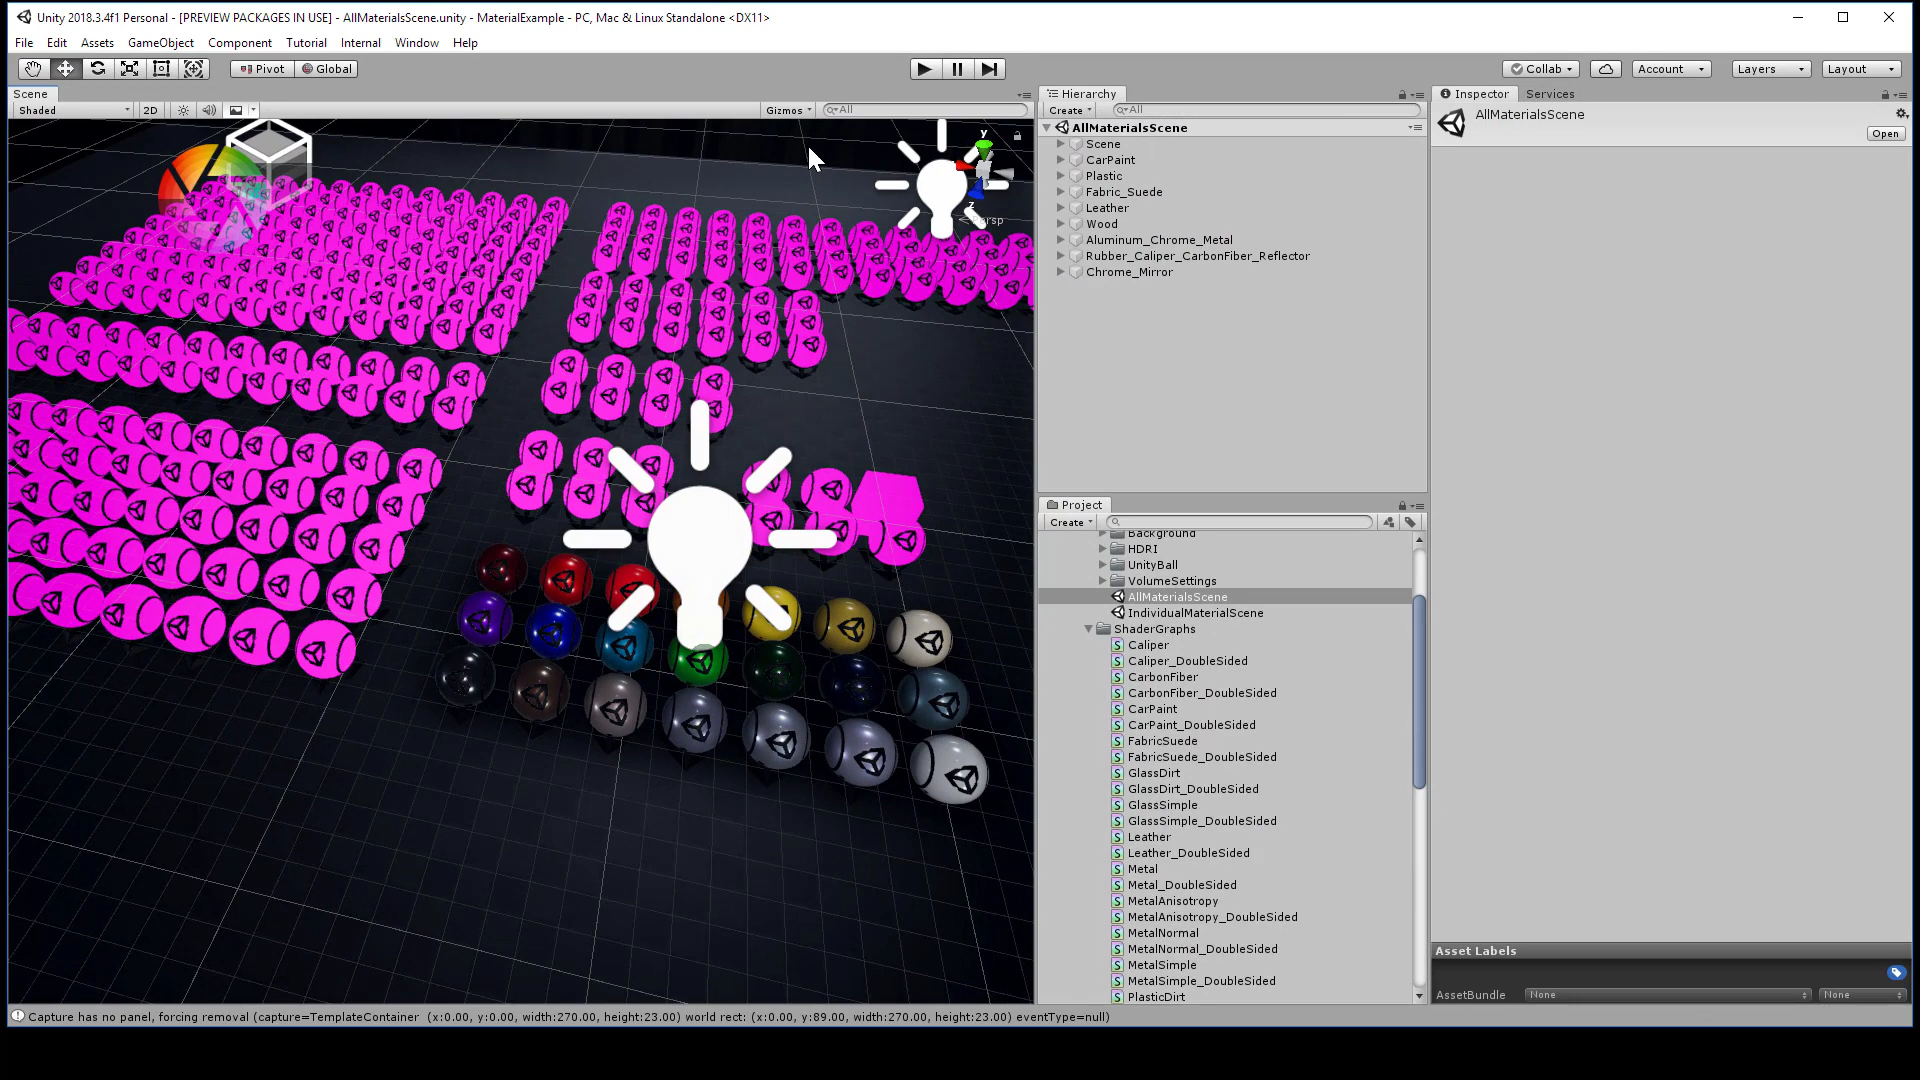 Unity 2018.3.4f1 Personal - [PREVIEW PACKAGES IN USE] - AllMaterialsScene.unity - MaterialExample - PC, Mac & Linux Standalone <DX11>
File Edit Assets GameObject Component Tutorial Internal Window Help
Pivot Global Collab Account Layers Layout
Scene
Shaded 2D Gizmos All
y
z
Persp
Hierarchy
Create All
AllMaterialsScene
Scene
CarPaint
Plastic
Fabric_Suede
Leather
Wood
Aluminum_Chrome_Metal
Rubber_Caliper_CarbonFiber_Reflector
Chrome_Mirror
Project
Create
Background
HDRI
UnityBall
VolumeSettings
AllMaterialsScene
IndividualMaterialScene
ShaderGraphs
Caliper
Caliper_DoubleSided
CarbonFiber
CarbonFiber_DoubleSided
CarPaint
CarPaint_DoubleSided
FabricSuede
FabricSuede_DoubleSided
GlassDirt
GlassDirt_DoubleSided
GlassSimple
GlassSimple_DoubleSided
Leather
Leather_DoubleSided
Metal
Metal_DoubleSided
MetalAnisotropy
MetalAnisotropy_DoubleSided
MetalNormal
MetalNormal_DoubleSided
MetalSimple
MetalSimple_DoubleSided
PlasticDirt
Inspector Services
AllMaterialsScene
Open
Asset Labels
AssetBundle None None
Capture has no panel, forcing removal (capture=TemplateContainer (x:0.00, y:0.00, width:270.00, height:23.00) world rect: (x:0.00, y:89.00, width:270.00, height:23.00) eventType=null)